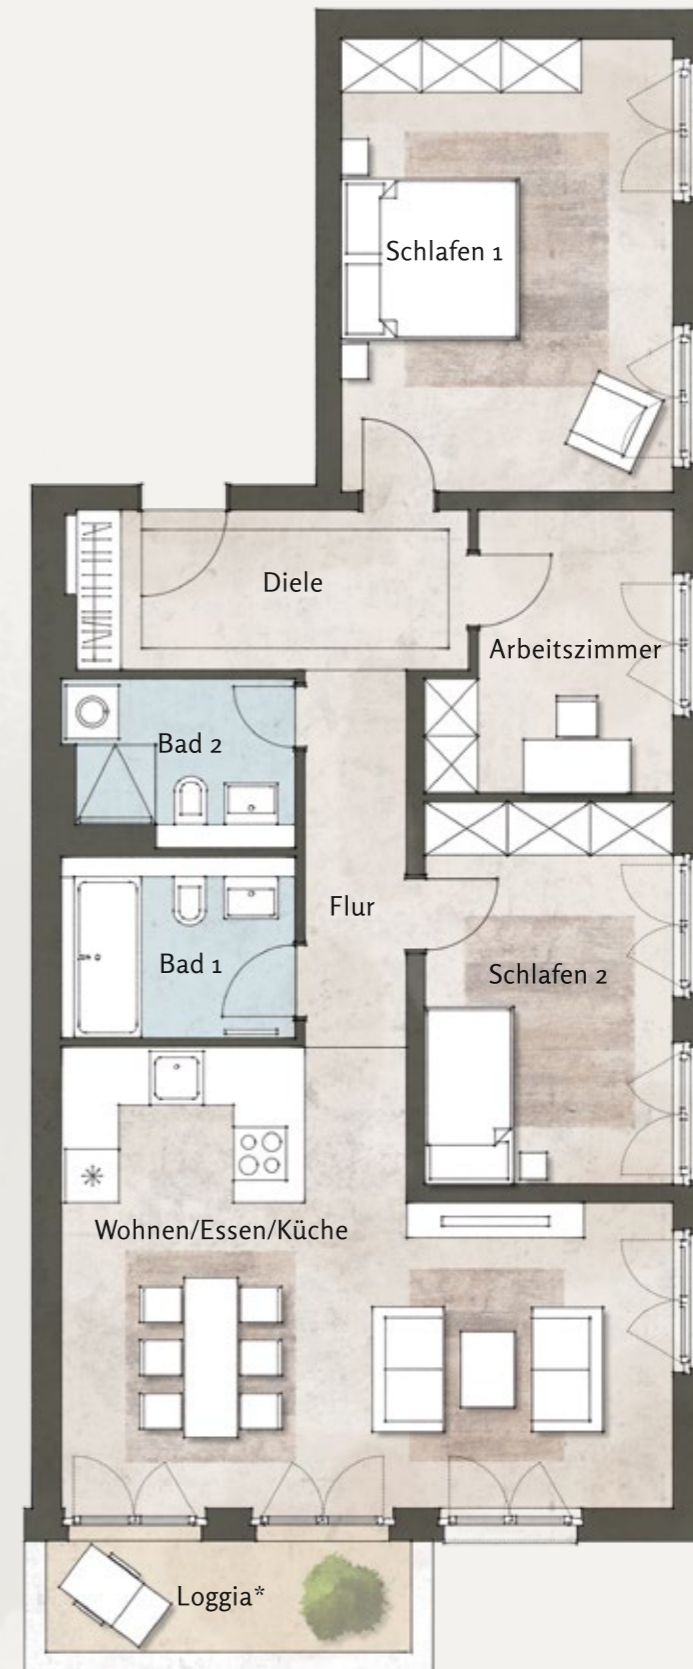 Schlafen 1
Diele
Arbeitszimmer
Bad 2
Flur
Bad 1
Schlafen 2
Wohnen/Essen/Küche
Loggia*